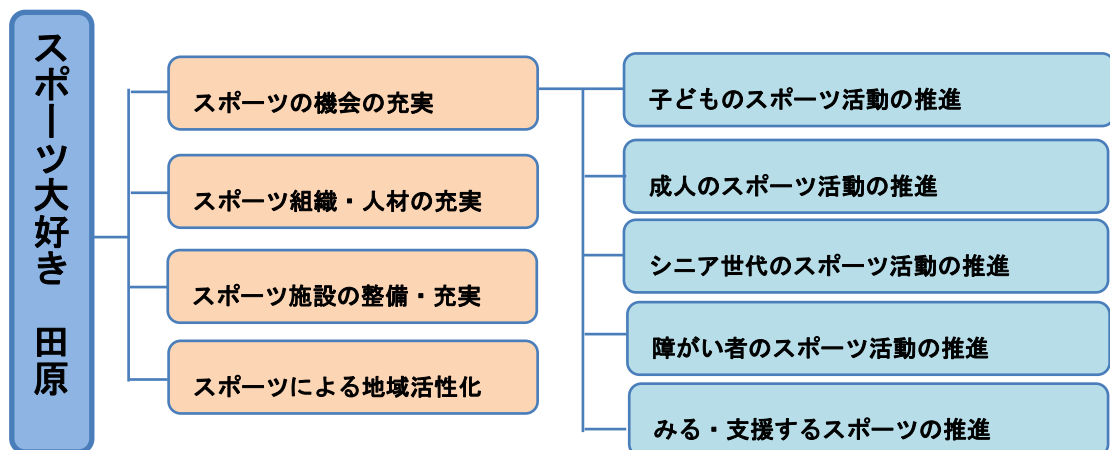 スポーツ大好き　田原
スポーツの機会の充実
スポーツ組織・人材の充実
スポーツ施設の整備・充実
スポーツによる地域活性化
子どものスポーツ活動の推進
成人のスポーツ活動の推進
シニア世代のスポーツ活動の推進
障がい者のスポーツ活動の推進
みる・支援するスポーツの推進